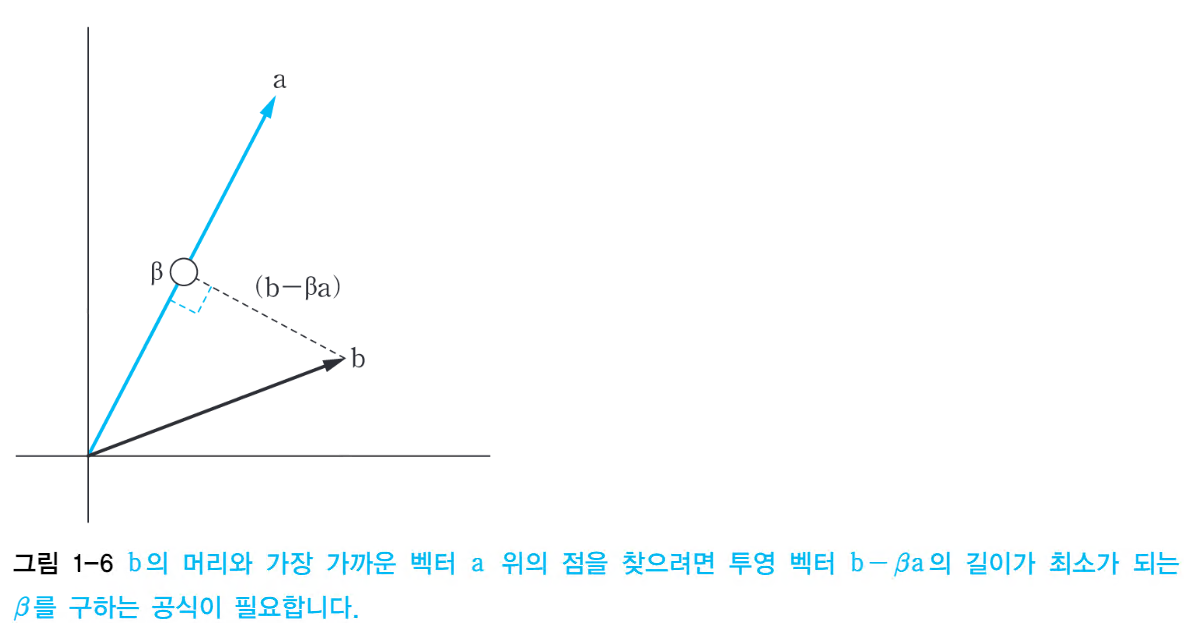 a
β
(b－βa)
b
그림 1-6 b의 머리와 가장 가까운 벡터 a 위의 점을 찾으려면 투영 벡터 b－βa의 길이가 최소가 되는
β를 구하는 공식이 필요합니다.